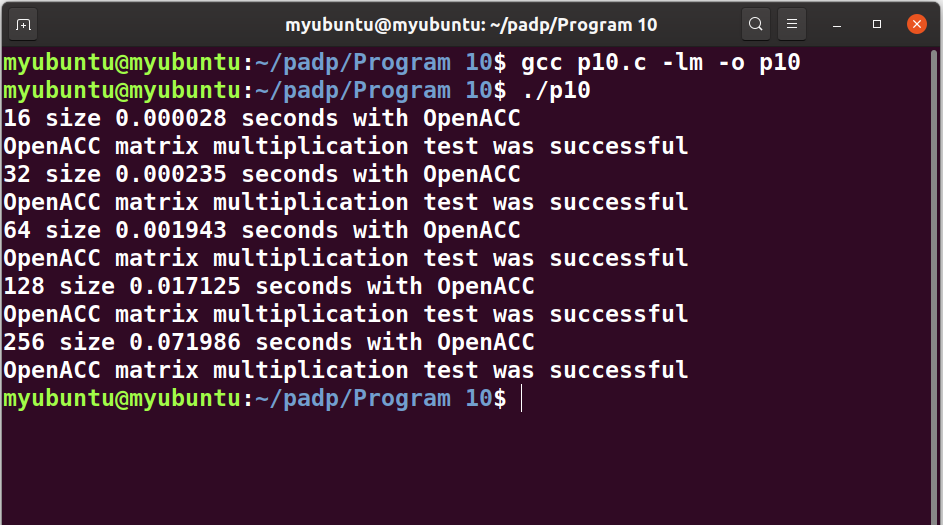 myubuntu@myubuntu: ~/padp/Program 10
myubuntu@myubuntu:~/padp/Program 10$ gcc p10.c -lm -o p10
myubuntu@myubuntu:~/padp/Program 10$ ./p10
16 size 0.000028 seconds with OpenACC
OpenACC matrix multiplication test was successful
32 size 0.000235 seconds with OpenACC
OpenACC matrix multiplication test was successful
64 size 0.001943 seconds with OpenACC
OpenACC matrix multiplication test was successful
128 size 0.017125 seconds with OpenACC
OpenACC matrix multiplication test was successful
256 size 0.071986 seconds with OpenACC
OpenACC matrix multiplication test was successful
myubuntu@myubuntu:~/padp/Program 10$